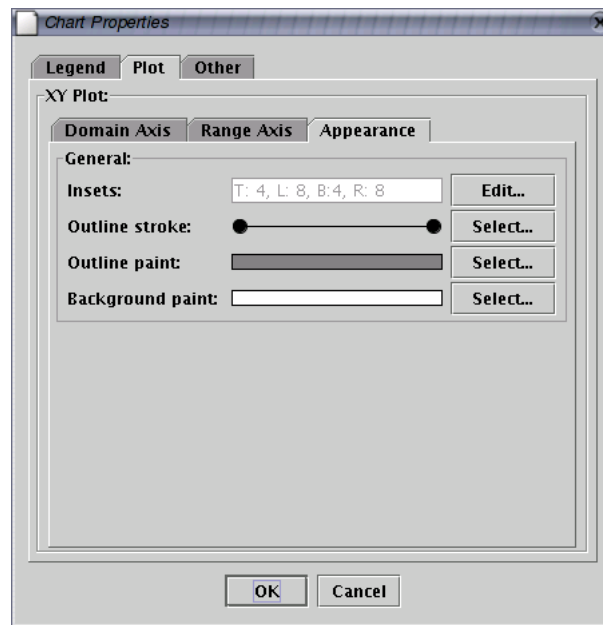 Chart Properties
Legend Plot Other
XY Plot:
Domain Axis Range Axis Appearance
General:
Insets: T: 4, L: 8, B:4, R: 8 Edit...
Outline stroke: Select...
Outline paint: Select...
Background paint: Select...
OK Cancel